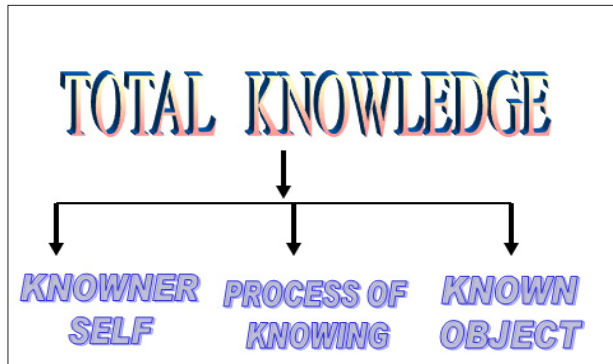 TOTAL KNOWLEDGE
KNOWNER
SELF
PROCESS OF
KNOWING
KNOWN
OBJECT